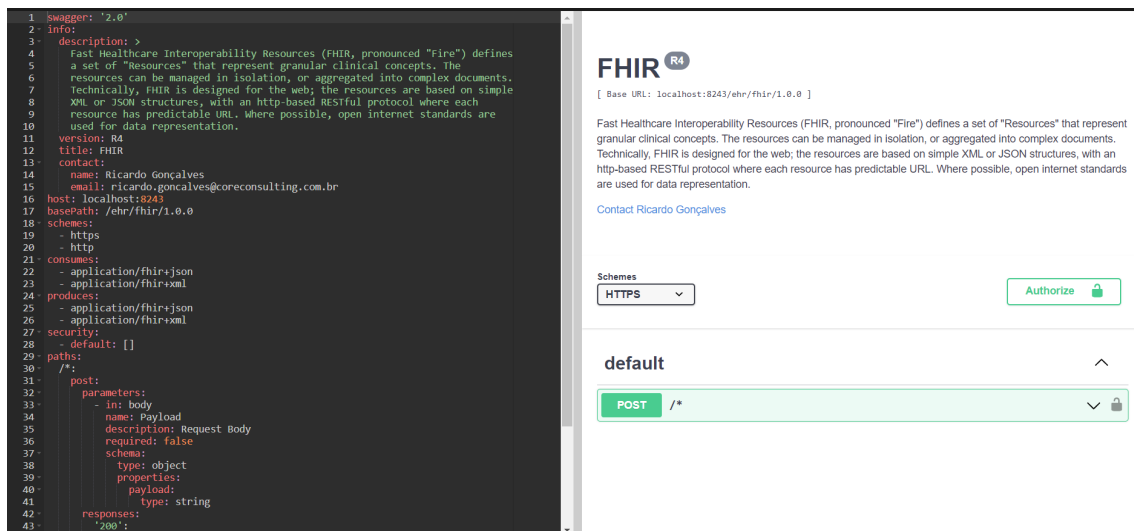 1 swagger: '2.0'
2 info:
3 description: >
4 Fast Healthcare Interoperability Resources (FHIR, pronounced "Fire") defines
5 a set of "Resources" that represent granular clinical concepts. The
6 resources can be managed in isolation, or aggregated into complex documents.
7 Technically, FHIR is designed for the web; the resources are based on simple
8 XML or JSON structures, with an http-based RESTful protocol where each
9 resource has predictable URL. Where possible, open internet standards are
10 used for data representation.
11 version: R4
12 title: FHIR
13 contact:
14 name: Ricardo Gonçalves
15 email: ricardo.goncalves@coreconsulting.com.br
16 host: localhost:8243
17 basePath: /ehr/fhir/1.0.0
18 schemes:
19 - https
20 - http
21 consumes:
22 - application/fhir+json
23 - application/fhir+xml
24 produces:
25 - application/fhir+json
26 - application/fhir+xml
27 security:
28 - default: []
29 paths:
30 /*:
31 post:
32 parameters:
33 - in: body
34 name: Payload
35 description: Request Body
36 required: false
37 schema:
38 type: object
39 properties:
40 payload:
41 type: string
42 responses:
43 '200':
FHIR R4
[ Base URL: localhost:8243/ehr/fhir/1.0.0 ]
Fast Healthcare Interoperability Resources (FHIR, pronounced "Fire") defines a set of "Resources" that represent
granular clinical concepts. The resources can be managed in isolation, or aggregated into complex documents.
Technically, FHIR is designed for the web; the resources are based on simple XML or JSON structures, with an
http-based RESTful protocol where each resource has predictable URL. Where possible, open internet standards
are used for data representation.
Contact Ricardo Gonçalves
Schemes
HTTPS
Authorize
default
POST /*